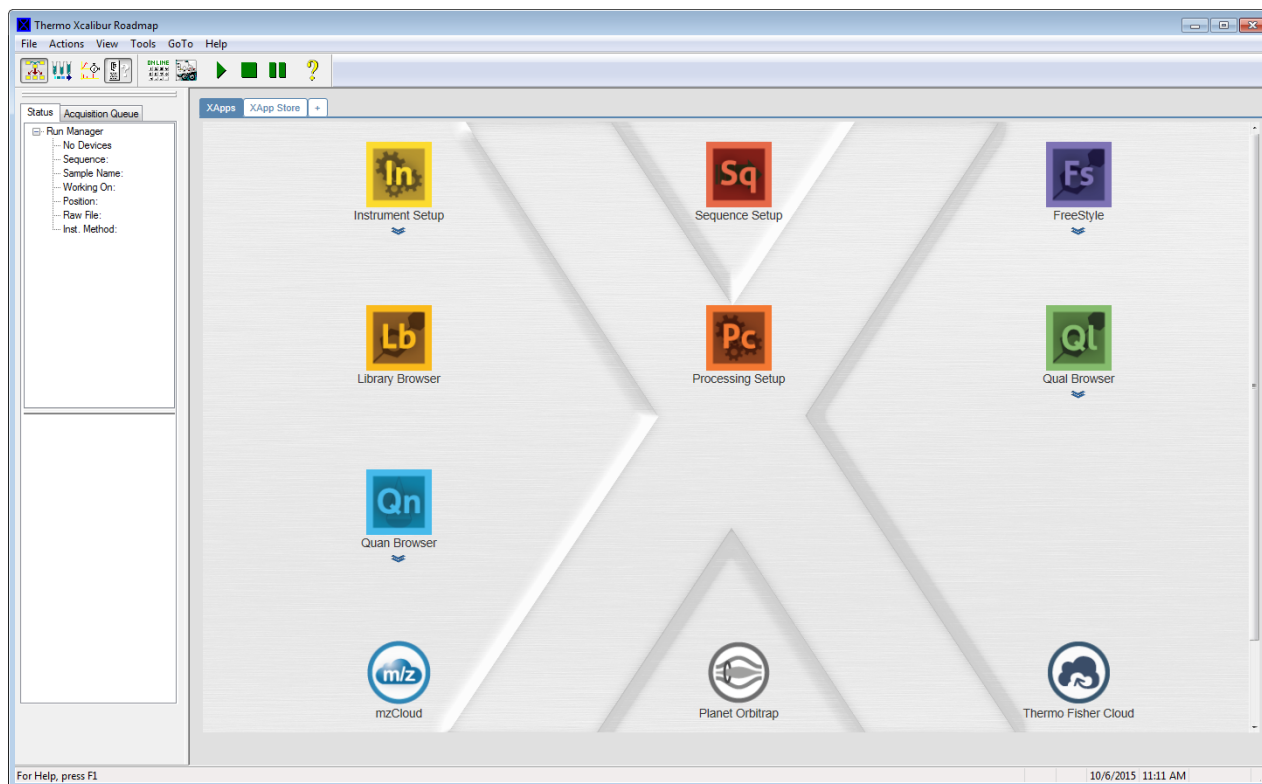 Thermo Xcalibur Roadmap
File Actions View Tools GoTo Help
ONLINE
Status Acquisition Queue
Run Manager
No Devices
Sequence:
Sample Name:
Working On:
Position:
Raw File:
Inst. Method:
XApps XApp Store +
In Sq Fs
Instrument Setup Sequence Setup FreeStyle
Lb Pc Ql
Library Browser Processing Setup Qual Browser
Qn
Quan Browser
m/z
mzCloud Planet Orbitrap Thermo Fisher Cloud
For Help, press F1 10/6/2015 11:11 AM